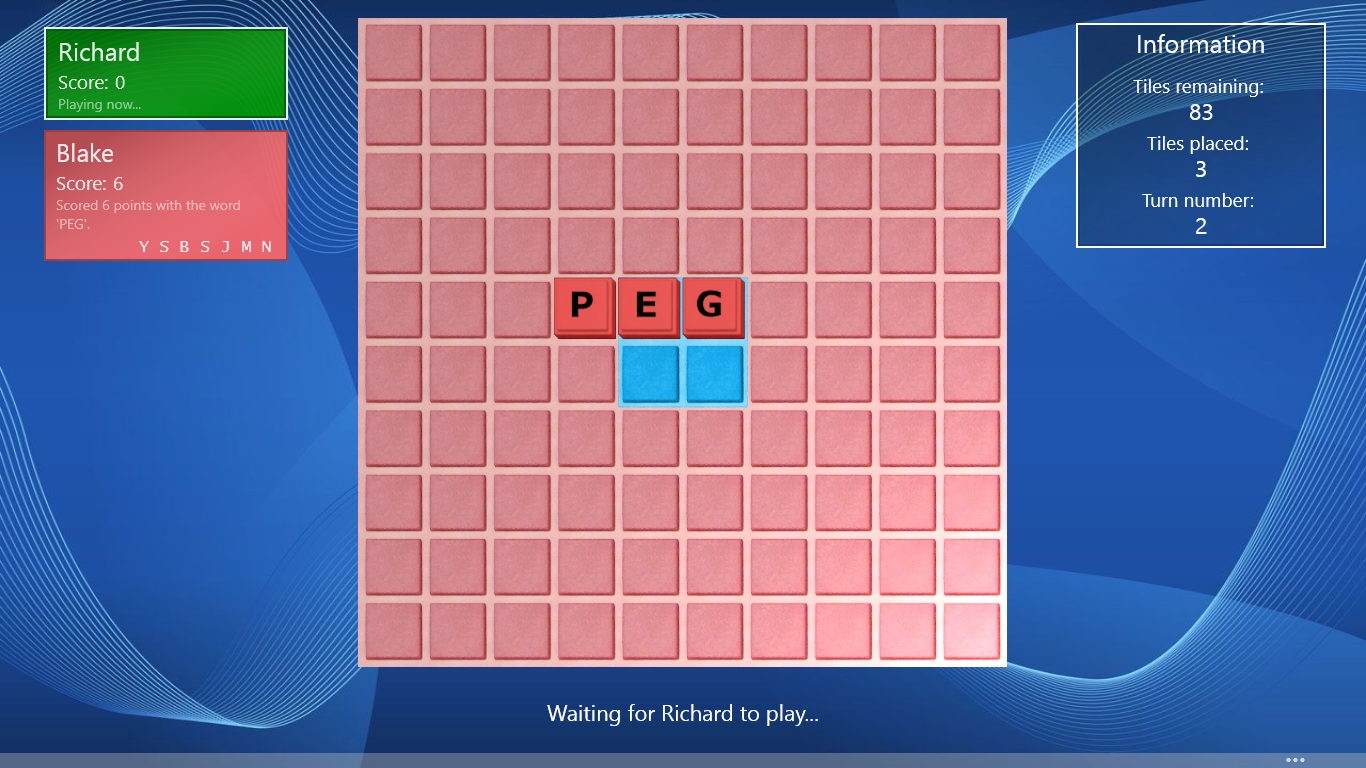 Richard
Score: 0
Playing now...
Blake
Score: 6
Scored 6 points with the word
'PEG'.
Y S B S J M N
P E G
Information
Tiles remaining:
83
Tiles placed:
3
Turn number:
2
Waiting for Richard to play...